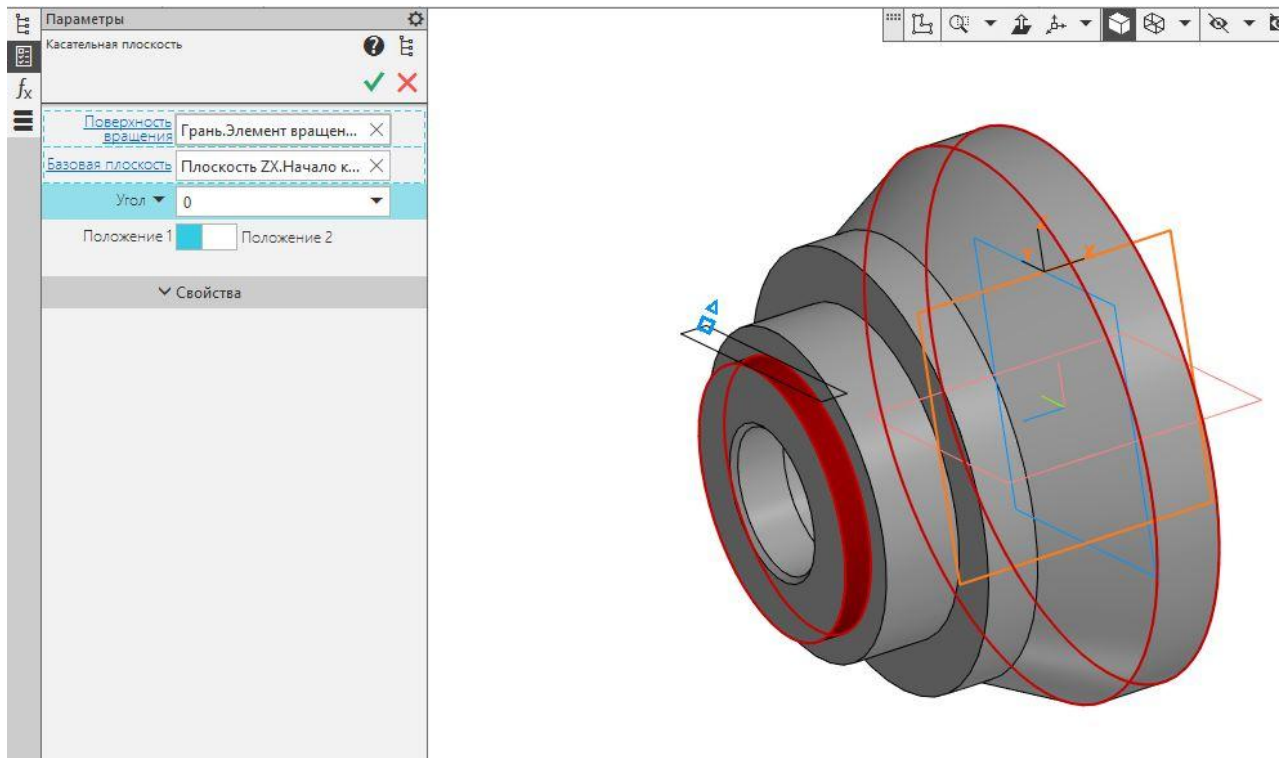 Параметры
Касательная плоскость
fx
Поверхность
вращения
Грань.Элемент вращен...
Базовая плоскость
Плоскость ZX.Начало к...
Угол
0
Положение 1
Положение 2
Свойства